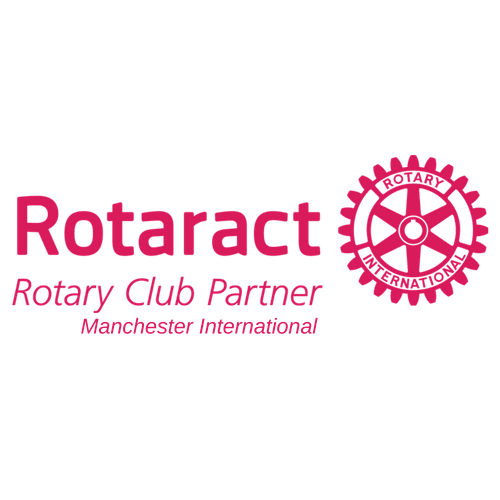 Rotaract
Rotary Club Partner
Manchester International
ROTARY
INTERNATIONAL